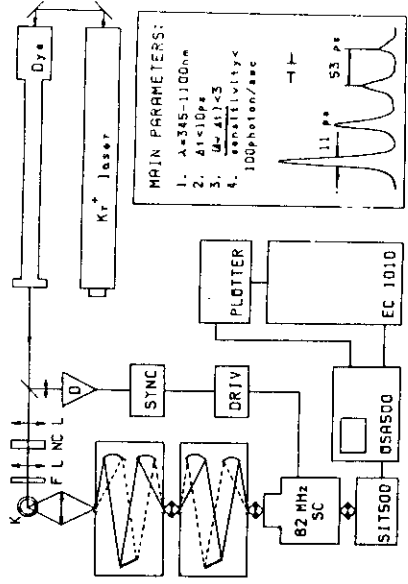 Dye
Kr+ laser
K
F L NC L
D
SYNC
DRIV
82 MHz
SC
SIT500
OSA500
PLOTTER
EC 1010
MAIN PARAMETERS:
1. λ=345-1100nm
2. Δt<10ps
3. (Δν Δt)<3
4. sensitivity<
100photon/sec
11 ps
53 ps